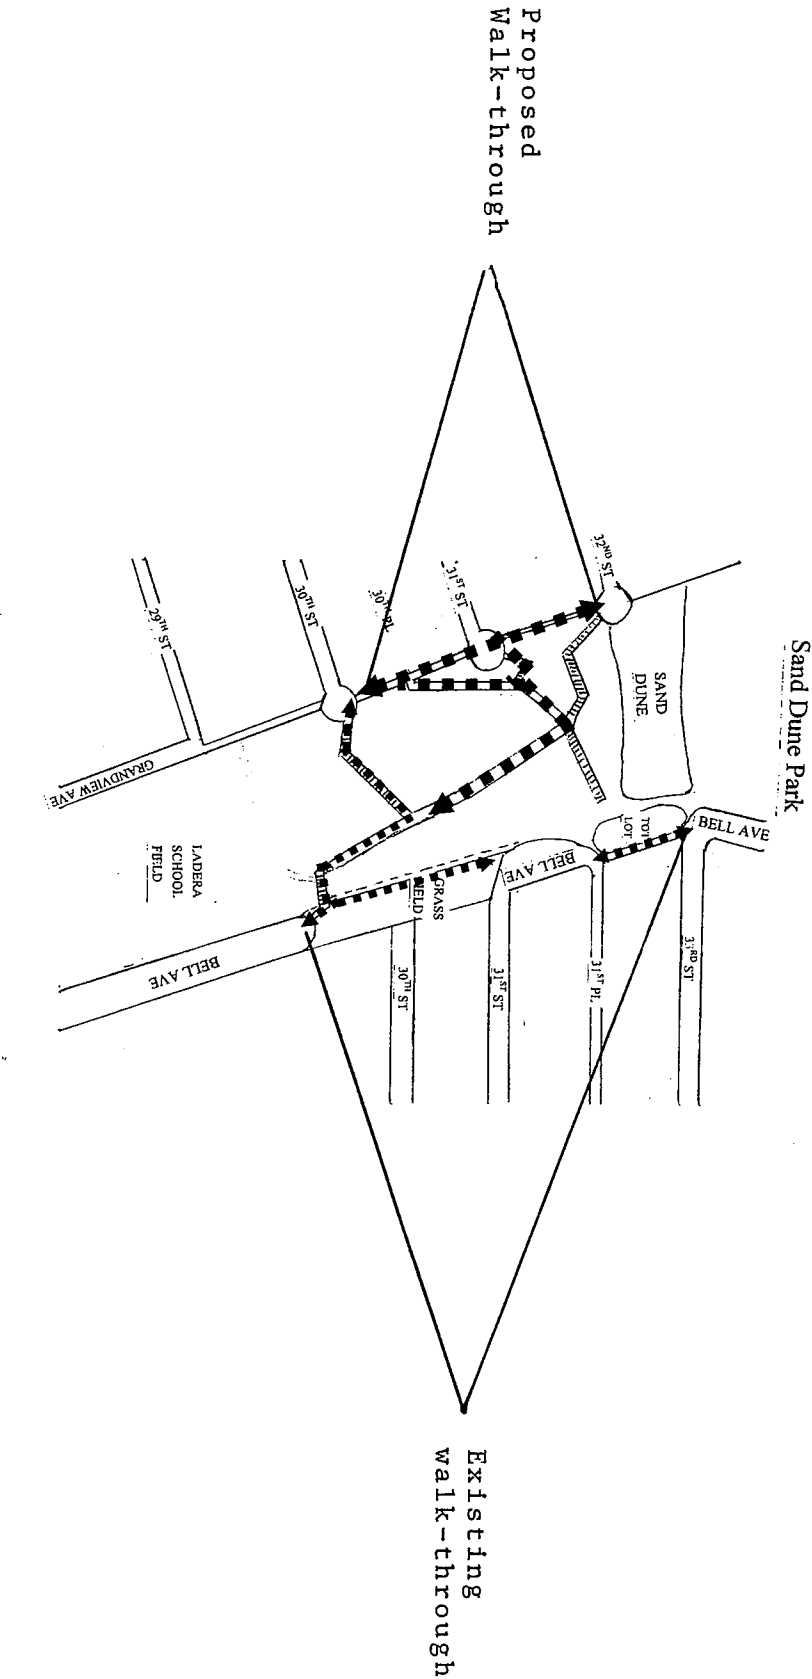 Sand Dune Park
Proposed
Walk-through
32ND ST
31ST ST
30TH PL
30TH ST
29TH ST
SAND
DUNE
TOT
LOT
BELL AVE
BELL AVE
GRASS
FIELD
GRANDVIEW AVE
LADERA
SCHOOL
FIELD
BELL AVE
33RD ST
31ST PL
31ST ST
30TH ST
Existing
walk-through